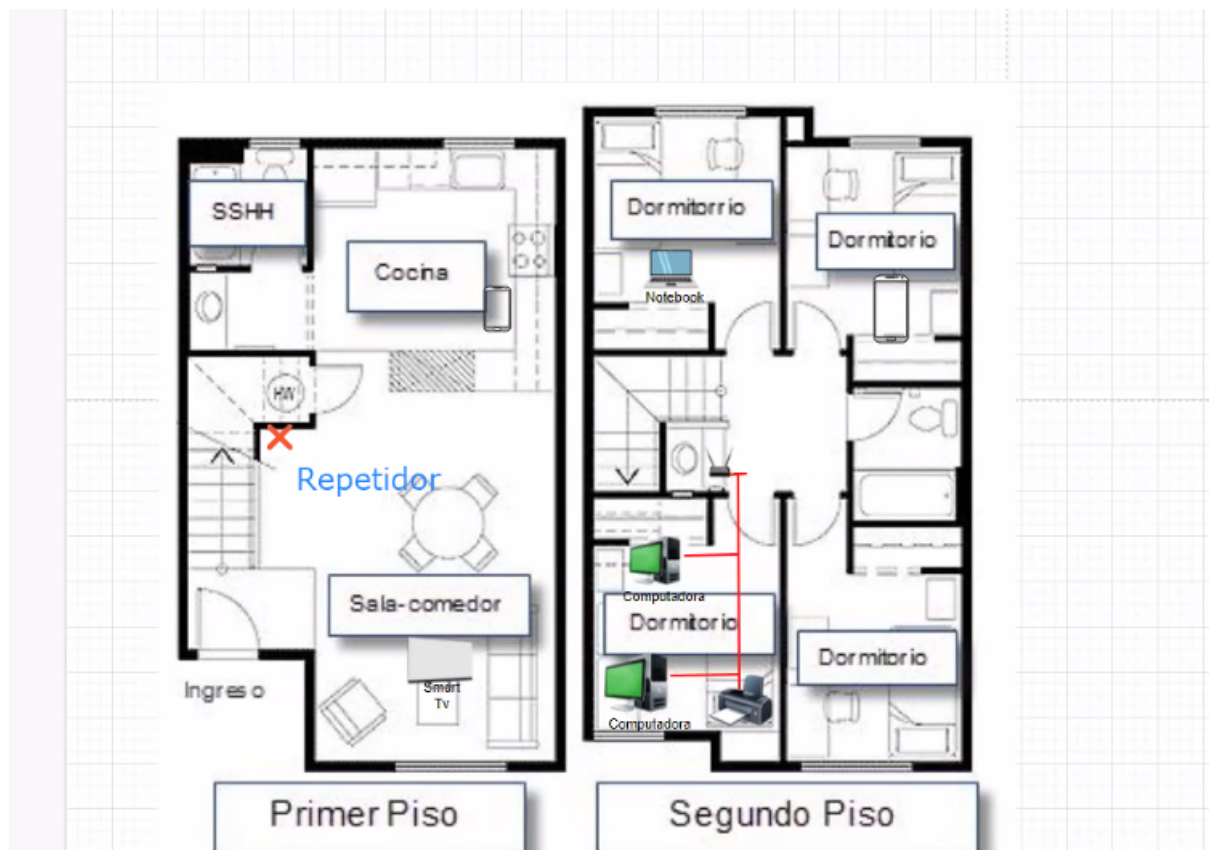 SSHH
Cocina
HW
Repetidor
Sala-comedor
Smart
Tv
Ingreso
Primer Piso
Dormitorrio
Dormitorio
Notebook
Computadora
Dormitorio
Dormitorio
Computadora
Segundo Piso